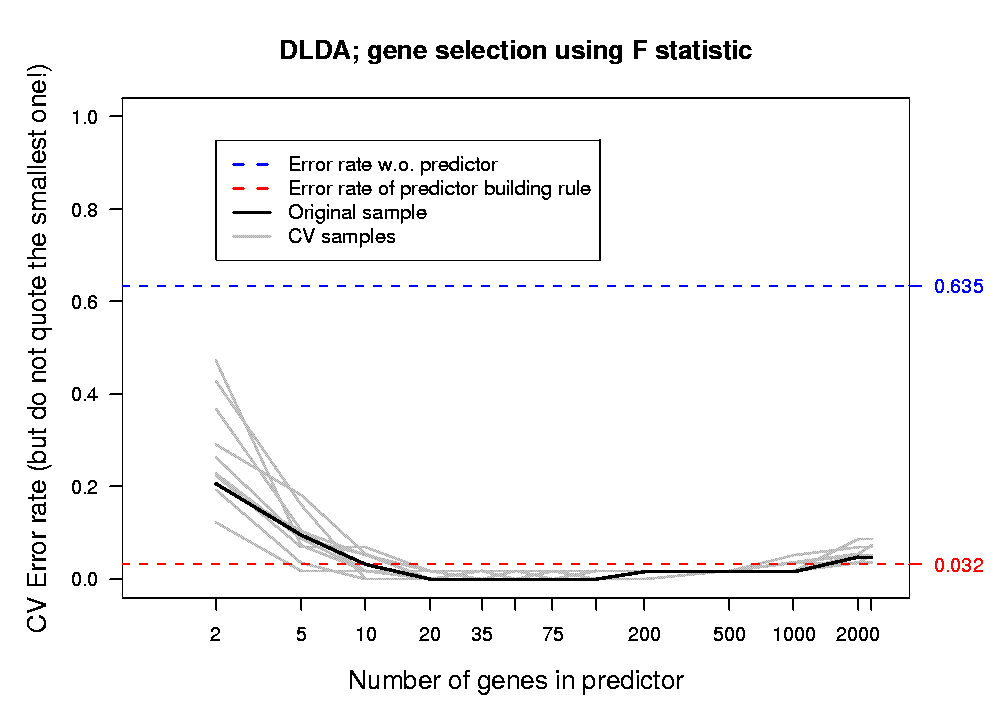 DLDA; gene selection using F statistic
CV Error rate (but do not quote the smallest one!)
1.0
0.8
0.6
0.4
0.2
0.0
Error rate w.o. predictor
Error rate of predictor building rule
Original sample
CV samples
0.635
0.032
2 5 10 20 35 75 200 500 1000 2000
Number of genes in predictor